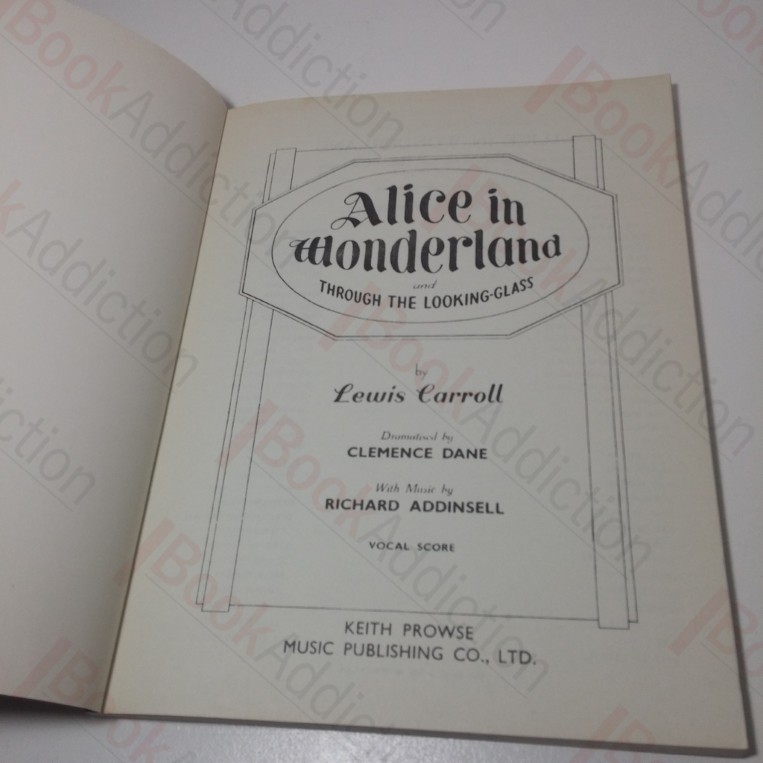 Alice in
Wonderland
and
THROUGH THE LOOKING-GLASS
by
Lewis Carroll
Dramatised by
CLEMENCE DANE
With Music by
RICHARD ADDINSELL
VOCAL SCORE
KEITH PROWSE
MUSIC PUBLISHING CO., LTD.
BookAddiction